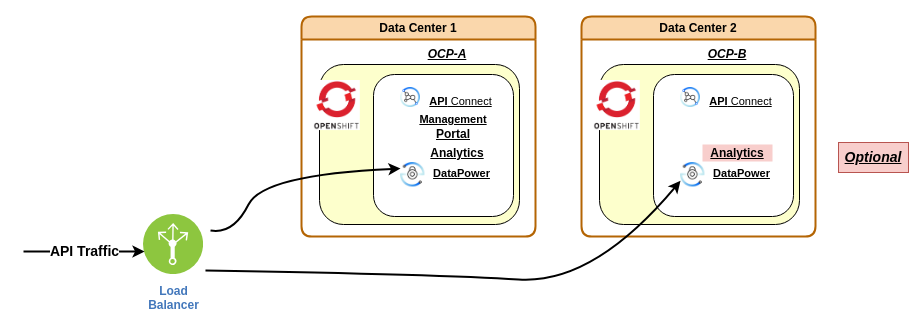 Data Center 1
OCP-A
OPENSHIFT
API Connect
Management
Portal
Analytics
DataPower
Data Center 2
OCP-B
OPENSHIFT
API Connect
Analytics
DataPower
Optional
API Traffic
Load
Balancer